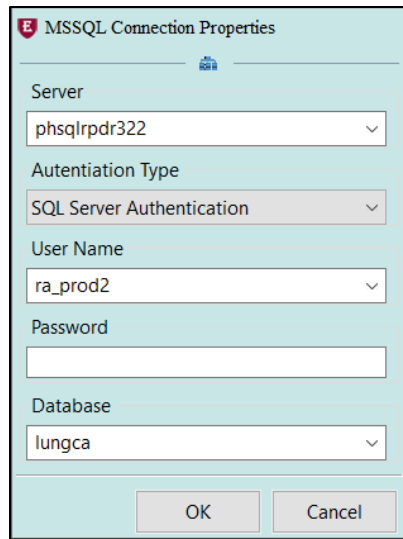 E MSSQL Connection Properties
Server
phsqlrpdr322
Autentiation Type
SQL Server Authentication
User Name
ra_prod2
Password
Database
lungca
OK Cancel